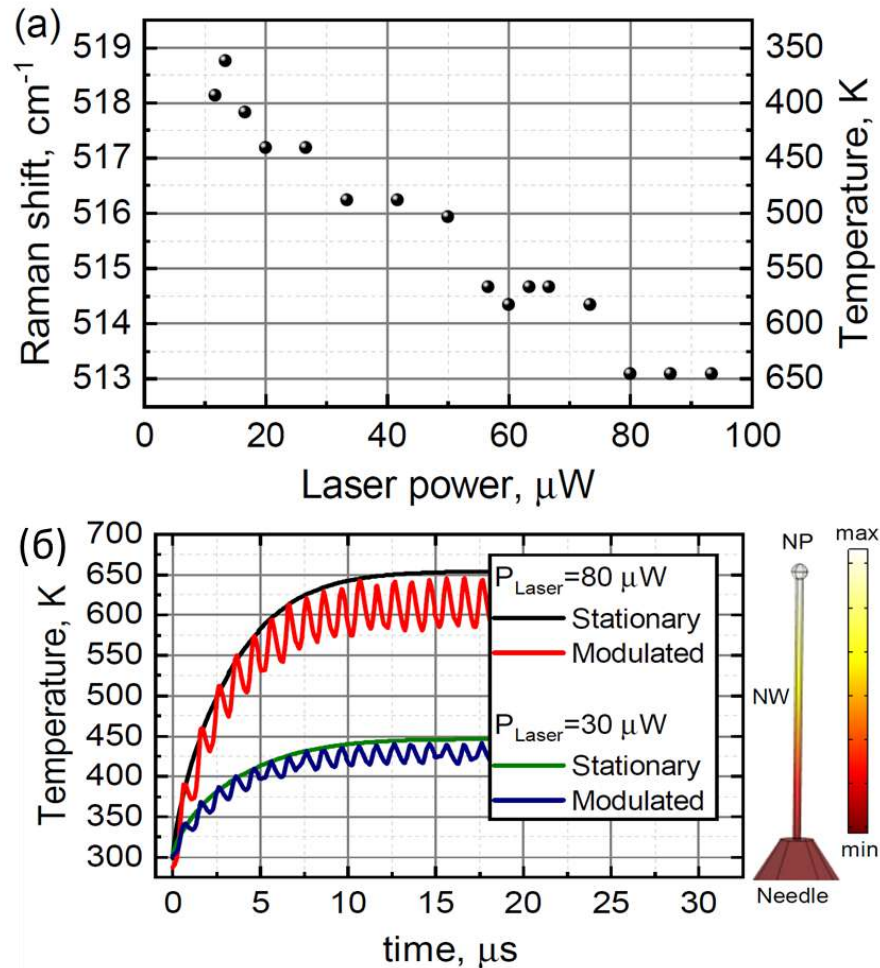 (a)
Raman shift, cm⁻¹
519
518
517
516
515
514
513
350
400
450
500
550
600
650
Temperature, K
0 20 40 60 80 100
Laser power, μW
(б)
Temperature, K
700
650
600
550
500
450
400
350
300
P Laser=80 μW
Stationary
Modulated
P Laser=30 μW
Stationary
Modulated
0 5 10 15 20 25 30
time, μs
NP
NW
Needle
max
min